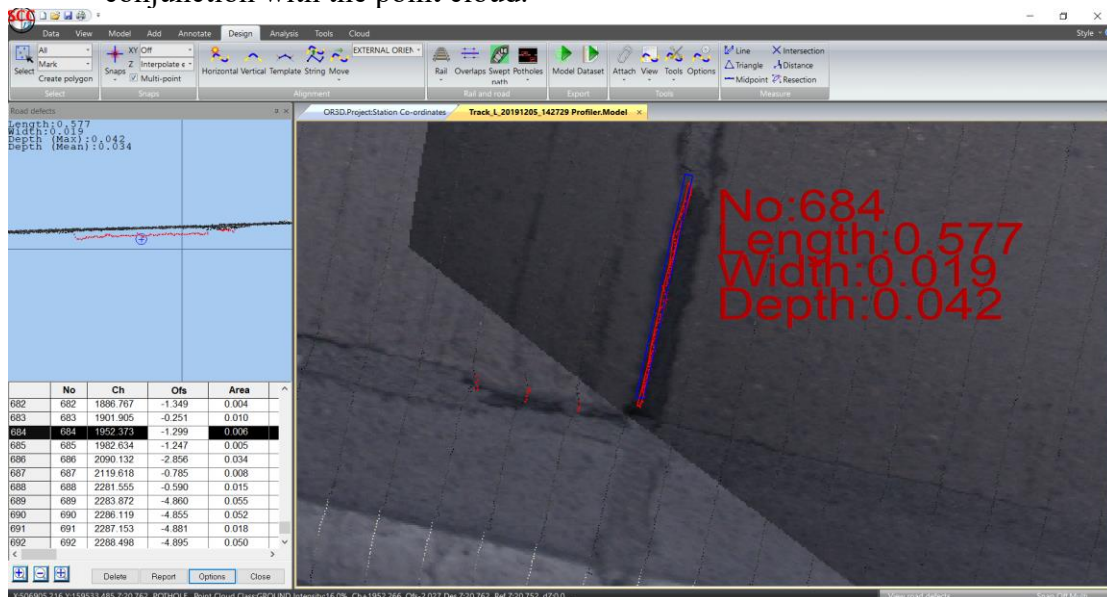 conjunction with the point cloud.
SCC
Data View Model Add Annotate Design Analysis Tools Cloud
Style
All
Mark
Create polygon
Select
Select
Snaps
XY Off
Z Interpolate
Multi-point
Snaps
Horizontal Vertical Template String Move
EXTERNAL ORIEN
Alignment
Rail Overlaps Swept path Potholes
Rail and road
Model Dataset
Export
Attach View Tools Options
Tools
Line Intersection
Triangle Distance
Midpoint Resection
Measure
Road defects
Length:0.577
Width:0.019
Depth (Max):0.042
Depth (Mean):0.034
OR3D.Project:Station Co-ordinates
Track_L_20191205_142729 Profiler.Model
No:684
Length:0.577
Width:0.019
Depth:0.042
No Ch Ofs Area
682 682 1886.767 -1.349 0.004
683 683 1901.905 -0.251 0.010
684 684 1952.373 -1.299 0.006
685 685 1982.634 -1.247 0.005
686 686 2090.132 -2.856 0.034
687 687 2119.618 -0.785 0.008
688 688 2281.555 -0.590 0.015
689 689 2283.872 -4.860 0.055
690 690 2286.119 -4.855 0.052
691 691 2287.153 -4.881 0.018
692 692 2288.498 -4.895 0.050
Delete Report Options Close
View road defects
Snap Off Multi